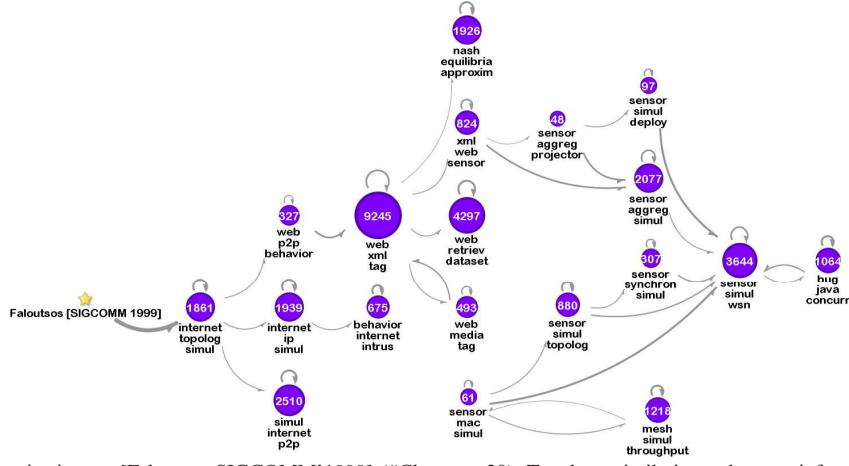 1926
nash
equilibria
approxim
824
xml
web
sensor
48
sensor
aggreg
projector
97
sensor
simul
deploy
2077
sensor
aggreg
simul
327
web
p2p
behavior
9245
web
xml
tag
4297
web
retriev
dataset
3644
sensor
simul
wsn
1064
bug
java
concurr
307
sensor
synchron
simul
Faloutsos [SIGCOMM 1999]
1861
internet
topolog
simul
1939
internet
ip
simul
675
behavior
internet
intrus
493
web
media
tag
880
sensor
simul
topolog
2510
simul
internet
p2p
61
sensor
mac
simul
1218
mesh
simul
throughput